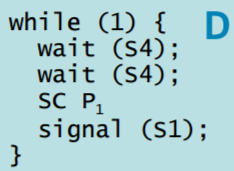 while (1) { D
wait (S4);
wait (S4);
SC P₁
signal (S1);
}